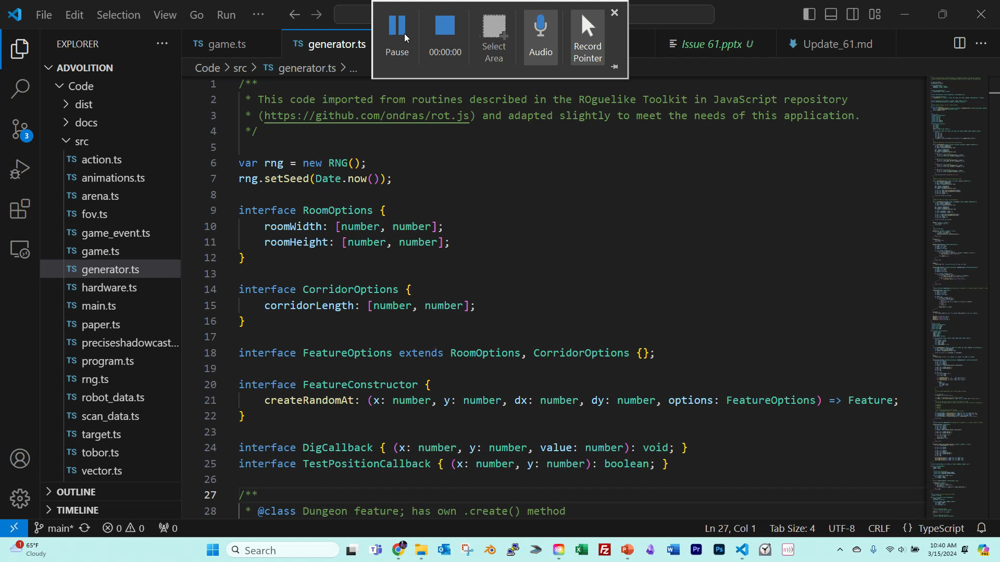 File Edit Selection View Go Run ···
Pause
00:00:00
Select Area
Audio
Record Pointer
EXPLORER
TS game.ts
TS generator.ts
Issue 61.pptx U
Update_61.md
Code > src > TS generator.ts > ...
ADVOLITION
Code
dist
docs
src
TS action.ts
TS animations.ts
TS arena.ts
TS fov.ts
TS game_event.ts
TS game.ts
TS generator.ts
TS hardware.ts
TS main.ts
TS paper.ts
TS preciseshadowcast...
TS program.ts
TS rng.ts
TS robot_data.ts
TS scan_data.ts
TS target.ts
TS tobor.ts
TS vector.ts
OUTLINE
TIMELINE
3
1 /**
2 * This code imported from routines described in the ROguelike Toolkit in JavaScript repository
3 * (https://github.com/ondras/rot.js) and adapted slightly to meet the needs of this application.
4 */
5
6 var rng = new RNG();
7 rng.setSeed(Date.now());
8
9 interface RoomOptions {
10 roomWidth: [number, number];
11 roomHeight: [number, number];
12 }
13
14 interface CorridorOptions {
15 corridorLength: [number, number];
16 }
17
18 interface FeatureOptions extends RoomOptions, CorridorOptions {};
19
20 interface FeatureConstructor {
21 createRandomAt: (x: number, y: number, dx: number, dy: number, options: FeatureOptions) => Feature;
22 }
23
24 interface DigCallback { (x: number, y: number, value: number): void; }
25 interface TestPositionCallback { (x: number, y: number): boolean; }
26
27 /**
28 * @class Dungeon feature; has own .create() method
main* 0 0 0
Ln 27, Col 1 Tab Size: 4 UTF-8 CRLF {} TypeScript
1 65°F
Cloudy
Search
10:40 AM
3/15/2024